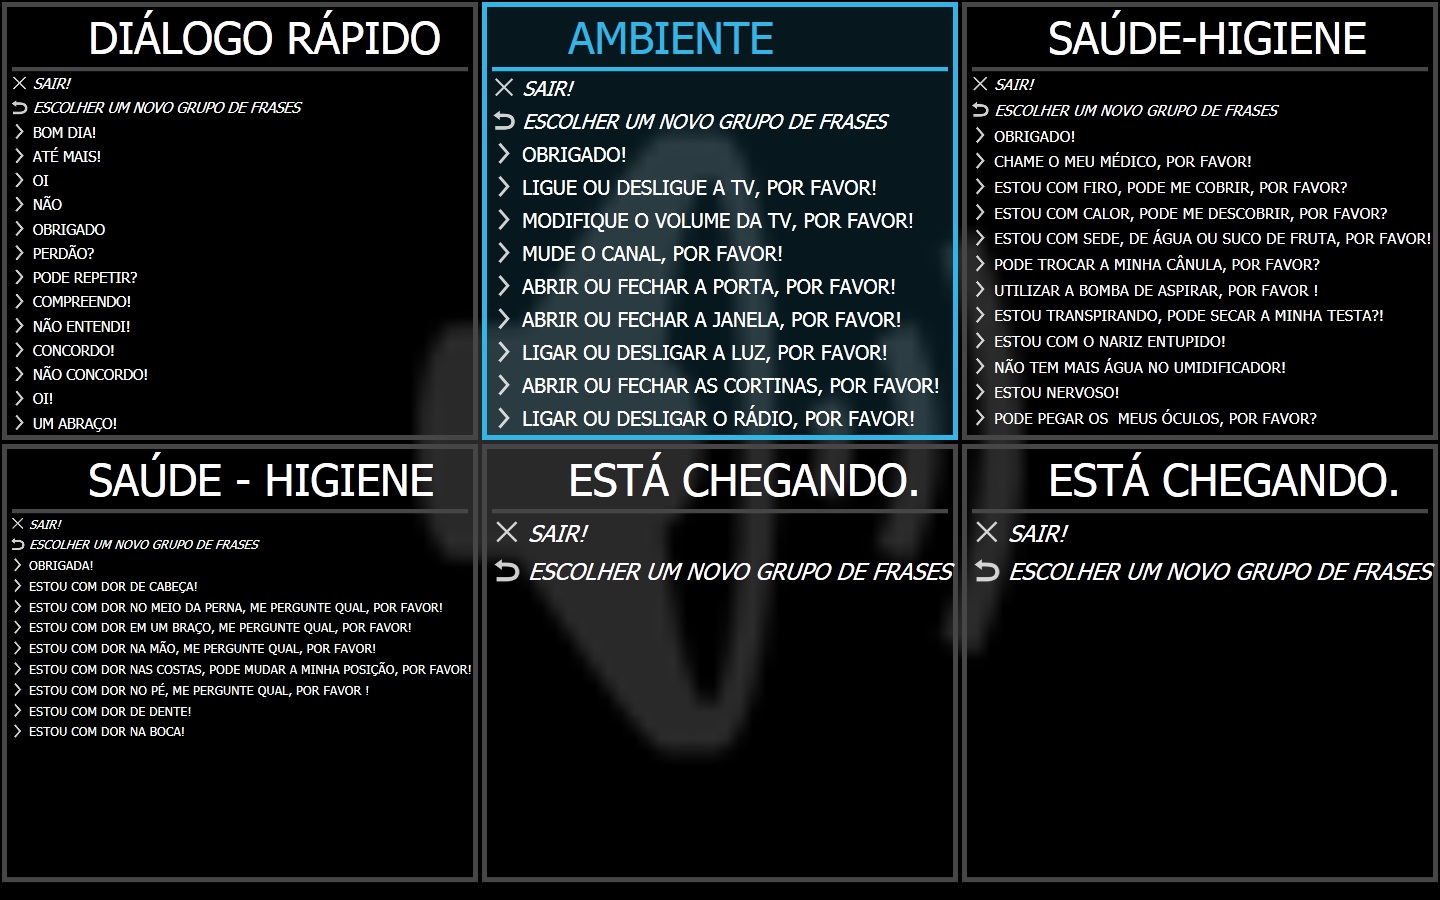 DIÁLOGO RÁPIDO
SAIR!
ESCOLHER UM NOVO GRUPO DE FRASES
BOM DIA!
ATÉ MAIS!
OI
NÃO
OBRIGADO
PERDÃO?
PODE REPETIR?
COMPREENDO!
NÃO ENTENDI!
CONCORDO!
NÃO CONCORDO!
OI!
UM ABRAÇO!
AMBIENTE
SAIR!
ESCOLHER UM NOVO GRUPO DE FRASES
OBRIGADO!
LIGUE OU DESLIGUE A TV, POR FAVOR!
MODIFIQUE O VOLUME DA TV, POR FAVOR!
MUDE O CANAL, POR FAVOR!
ABRIR OU FECHAR A PORTA, POR FAVOR!
ABRIR OU FECHAR A JANELA, POR FAVOR!
LIGAR OU DESLIGAR A LUZ, POR FAVOR!
ABRIR OU FECHAR AS CORTINAS, POR FAVOR!
LIGAR OU DESLIGAR O RÁDIO, POR FAVOR!
SAÚDE-HIGIENE
SAIR!
ESCOLHER UM NOVO GRUPO DE FRASES
OBRIGADO!
CHAME O MEU MÉDICO, POR FAVOR!
ESTOU COM FIRO, PODE ME COBRIR, POR FAVOR?
ESTOU COM CALOR, PODE ME DESCOBRIR, POR FAVOR?
ESTOU COM SEDE, DE ÁGUA OU SUCO DE FRUTA, POR FAVOR!
PODE TROCAR A MINHA CÂNULA, POR FAVOR?
UTILIZAR A BOMBA DE ASPIRAR, POR FAVOR !
ESTOU TRANSPIRANDO, PODE SECAR A MINHA TESTA?!
ESTOU COM O NARIZ ENTUPIDO!
NÃO TEM MAIS ÁGUA NO UMIDIFICADOR!
ESTOU NERVOSO!
PODE PEGAR OS  MEUS ÓCULOS, POR FAVOR?
SAÚDE - HIGIENE
SAIR!
ESCOLHER UM NOVO GRUPO DE FRASES
OBRIGADA!
ESTOU COM DOR DE CABEÇA!
ESTOU COM DOR NO MEIO DA PERNA, ME PERGUNTE QUAL, POR FAVOR!
ESTOU COM DOR EM UM BRAÇO, ME PERGUNTE QUAL, POR FAVOR!
ESTOU COM DOR NA MÃO, ME PERGUNTE QUAL, POR FAVOR!
ESTOU COM DOR NAS COSTAS, PODE MUDAR A MINHA POSIÇÃO, POR FAVOR!
ESTOU COM DOR NO PÉ, ME PERGUNTE QUAL, POR FAVOR !
ESTOU COM DOR DE DENTE!
ESTOU COM DOR NA BOCA!
ESTÁ CHEGANDO.
SAIR!
ESCOLHER UM NOVO GRUPO DE FRASES
ESTÁ CHEGANDO.
SAIR!
ESCOLHER UM NOVO GRUPO DE FRASES